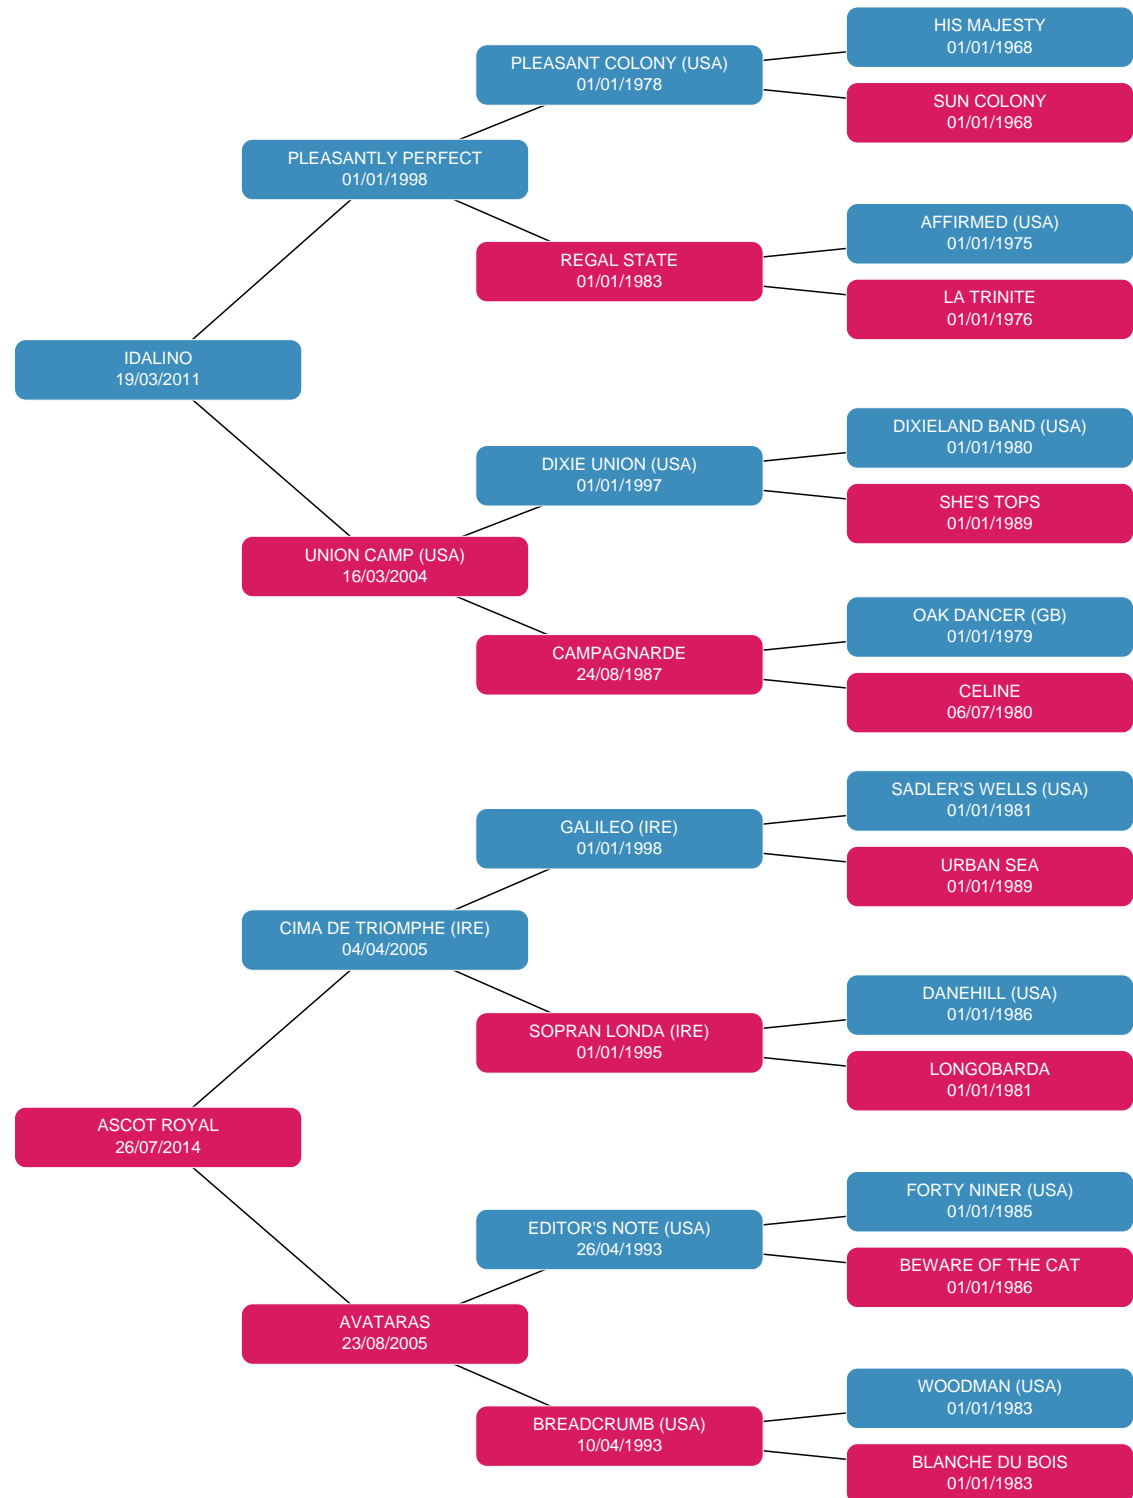 HIS MAJESTY
01/01/1968
PLEASANT COLONY (USA)
01/01/1978
SUN COLONY
01/01/1968
PLEASANTLY PERFECT
01/01/1998
AFFIRMED (USA)
01/01/1975
REGAL STATE
01/01/1983
LA TRINITE
01/01/1976
IDALINO
19/03/2011
DIXIELAND BAND (USA)
01/01/1980
DIXIE UNION (USA)
01/01/1997
SHE'S TOPS
01/01/1989
UNION CAMP (USA)
16/03/2004
OAK DANCER (GB)
01/01/1979
CAMPAGNARDE
24/08/1987
CELINE
06/07/1980
SADLER'S WELLS (USA)
01/01/1981
GALILEO (IRE)
01/01/1998
URBAN SEA
01/01/1989
CIMA DE TRIOMPHE (IRE)
04/04/2005
DANEHILL (USA)
01/01/1986
SOPRAN LONDA (IRE)
01/01/1995
LONGOBARDA
01/01/1981
ASCOT ROYAL
26/07/2014
FORTY NINER (USA)
01/01/1985
EDITOR'S NOTE (USA)
26/04/1993
BEWARE OF THE CAT
01/01/1986
AVATARAS
23/08/2005
WOODMAN (USA)
01/01/1983
BREADCRUMB (USA)
10/04/1993
BLANCHE DU BOIS
01/01/1983